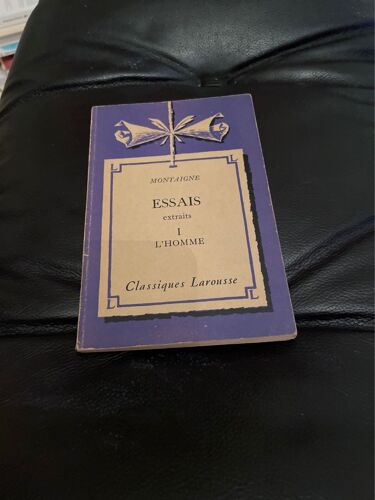 L L
MONTAIGNE
ESSAIS
extraits
I
L'HOMME
Classiques Larousse
L L